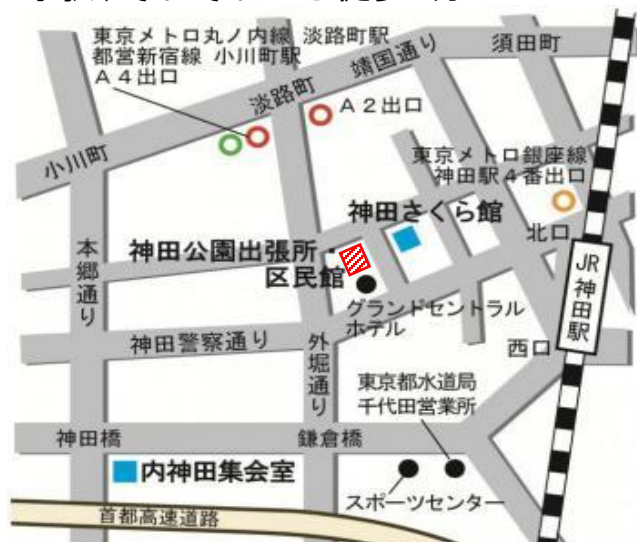 東京メトロ丸ノ内線 淡路町駅
都営新宿線 小川町駅
A4出口
靖国通り
須田町
淡路町
A2出口
小川町
東京メトロ銀座線
神田駅4番出口
神田さくら館
北口
本郷通り
神田公園出張所・
区民館
JR神田駅
グランドセントラル
ホテル
神田警察通り
外堀通り
西口
東京都水道局
千代田営業所
神田橋
鎌倉橋
内神田集会室
スポーツセンター
首都高速道路